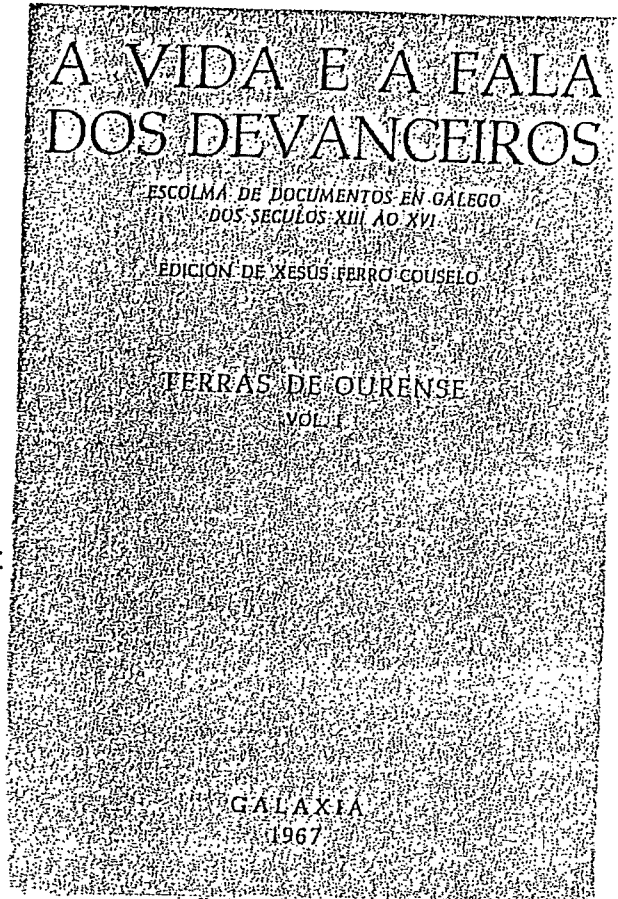 A VIDA E A FALA
DOS DEVANCEIROS
ESCOLMA DE DOCUMENTOS EN GALEGO
DOS SECULOS XIII AO XVI
EDICION DE XESUS FERRO COUSELO
TERRAS DE OURENSE
VOL. I
GALAXIA
1967